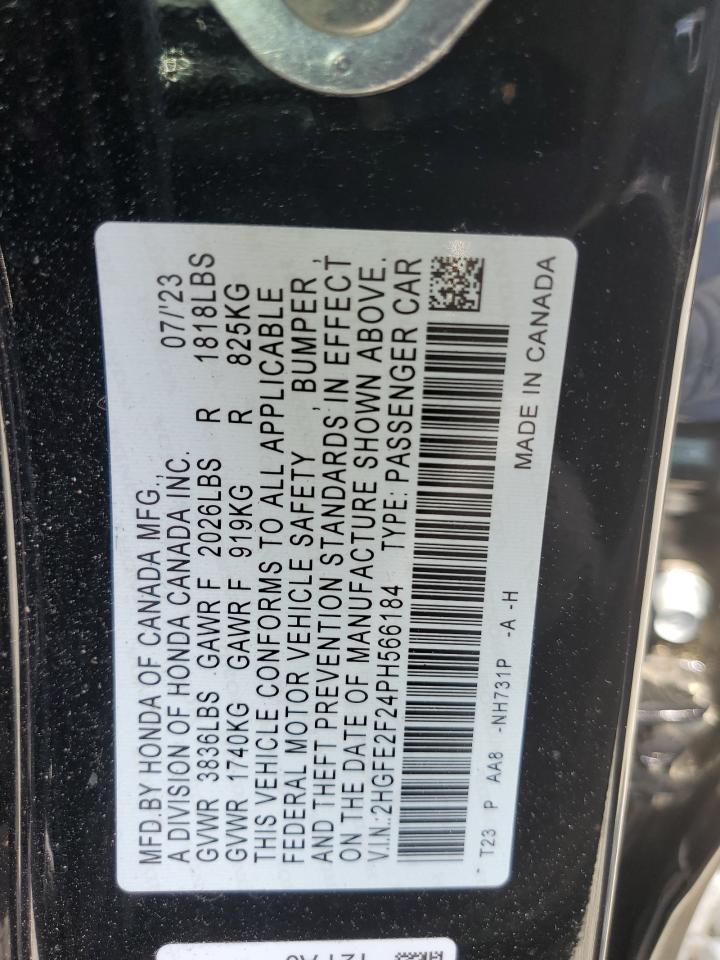 MFD.BY HONDA OF CANADA MFG.,
A DIVISION OF HONDA CANADA INC. 07/'23
GVWR 3836LBS GAWR F 2026LBS R 1818LBS
GVWR 1740KG GAWR F 919KG R 825KG
THIS VEHICLE CONFORMS TO ALL APPLICABLE
FEDERAL MOTOR VEHICLE SAFETY, BUMPER,
AND THEFT PREVENTION STANDARDS IN EFFECT
ON THE DATE OF MANUFACTURE SHOWN ABOVE.
V.I.N.:2HGFE2F24PH566184 TYPE: PASSENGER CAR
T23 P AA8 -NH731P -A -H
MADE IN CANADA